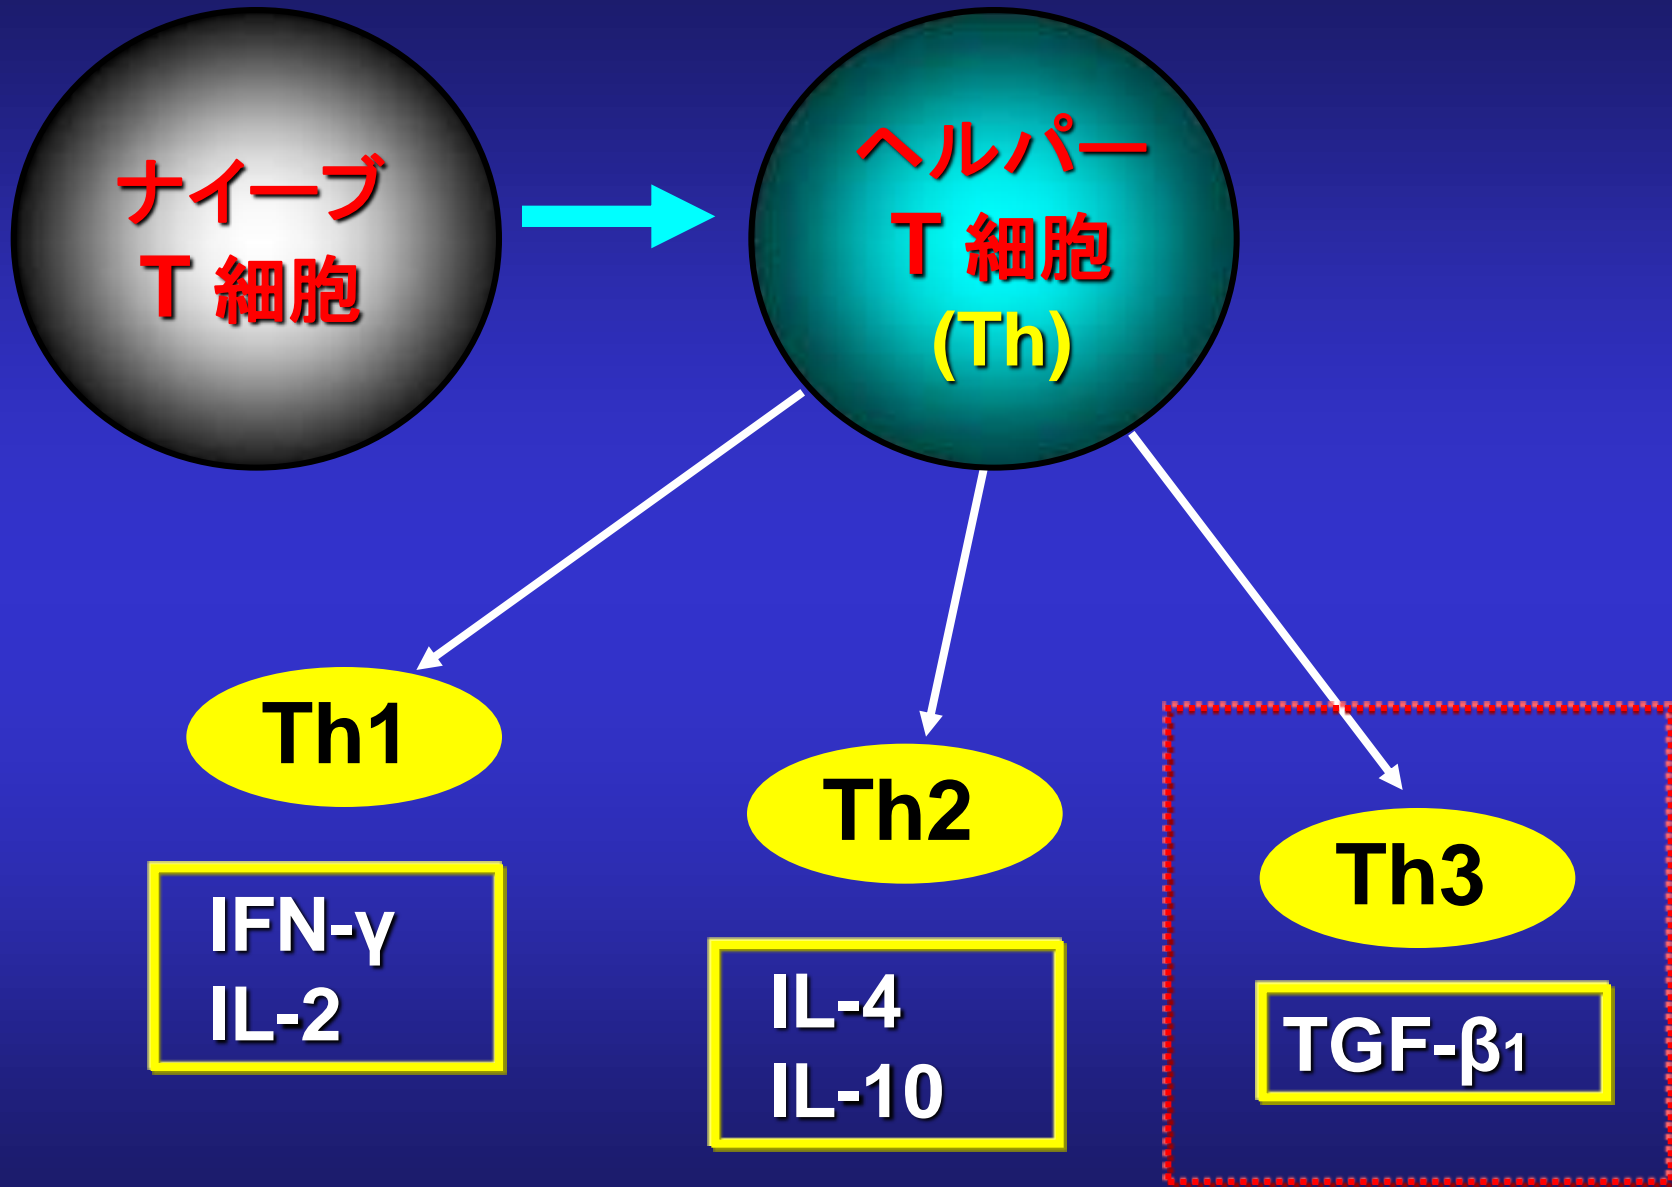 ナイーブ
T 細胞
ヘルパー
T 細胞
(Th)
Th1
IFN-γ
IL-2
Th2
IL-4
IL-10
Th3
TGF-β1